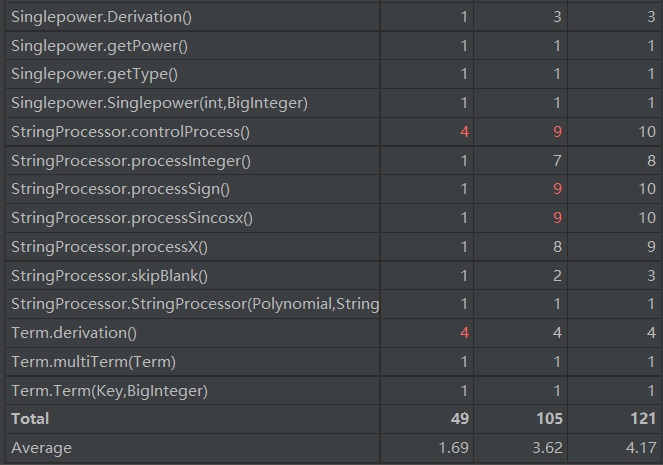 Singlepower.Derivation() 1 3 3
Singlepower.getPower() 1 1 1
Singlepower.getType() 1 1 1
Singlepower.Singlepower(int,BigInteger) 1 1 1
StringProcessor.controlProcess() 4 9 10
StringProcessor.processInteger() 1 7 8
StringProcessor.processSign() 1 9 10
StringProcessor.processSincosx() 1 9 10
StringProcessor.processX() 1 8 9
StringProcessor.skipBlank() 1 2 3
StringProcessor.StringProcessor(Polynomial,String 1 1 1
Term.derivation() 4 4 4
Term.multiTerm(Term) 1 1 1
Term.Term(Key,BigInteger) 1 1 1
Total 49 105 121
Average 1.69 3.62 4.17